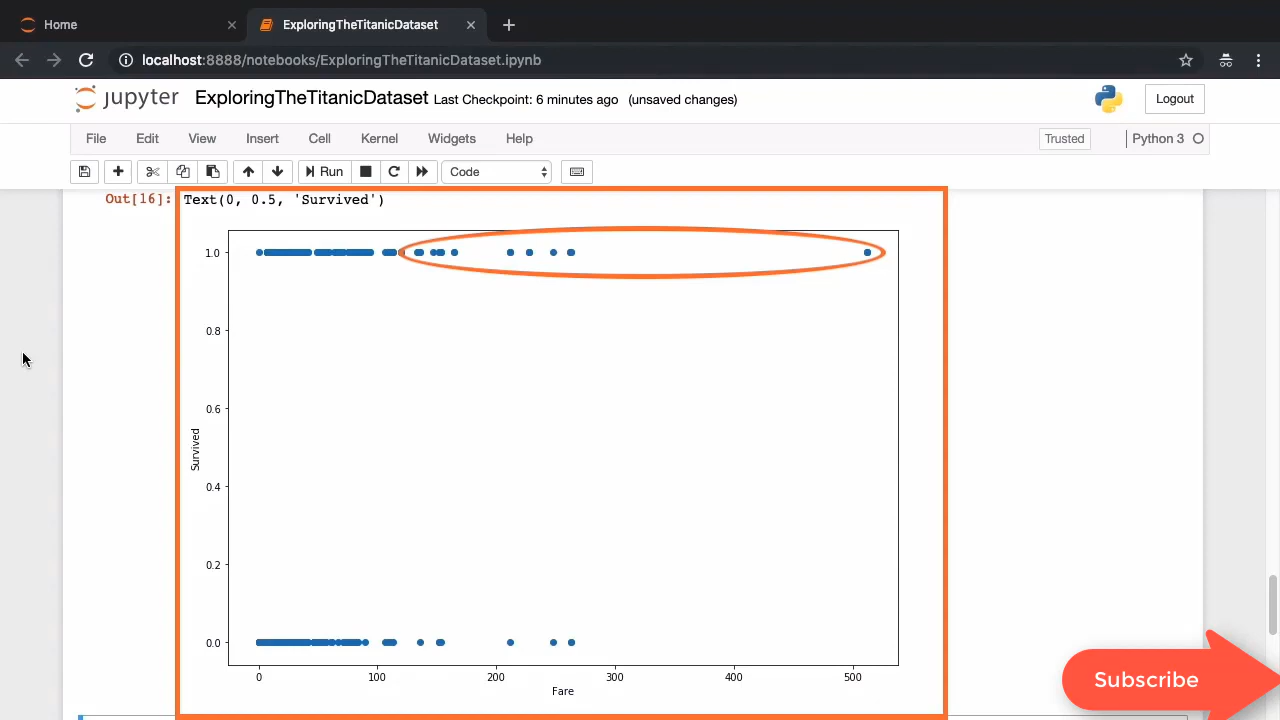 Home
ExploringTheTitanicDataset
localhost:8888/notebooks/ExploringTheTitanicDataset.ipynb
jupyter ExploringTheTitanicDataset Last Checkpoint: 6 minutes ago (unsaved changes)
Logout
File Edit View Insert Cell Kernel Widgets Help
Trusted
Python 3
Run
Code
Out[16]: Text(0, 0.5, 'Survived')
1.0
0.8
0.6
0.4
0.2
0.0
Survived
0 100 200 300 400 500
Fare
Subscribe